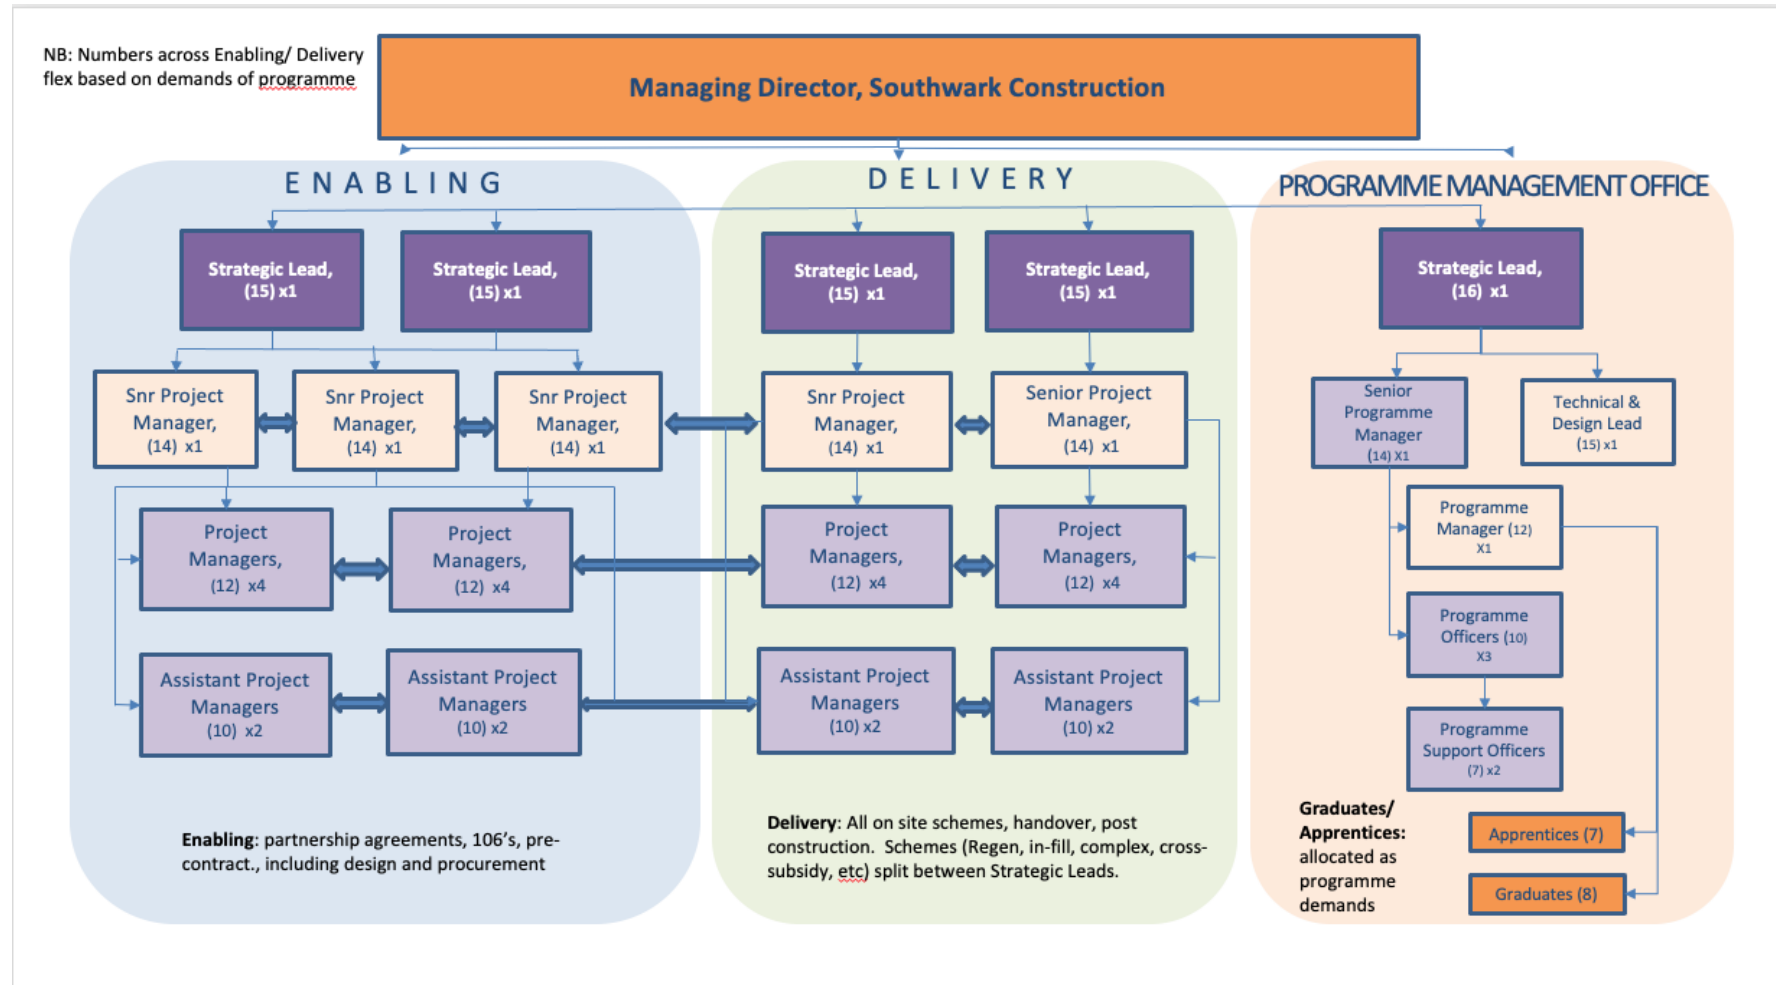 NB: Numbers across Enabling/ Delivery
flex based on demands of programme
Managing Director, Southwark Construction
ENABLING
DELIVERY
PROGRAMME MANAGEMENT OFFICE
Strategic Lead,
(15) x1
Strategic Lead,
(15) x1
Strategic Lead,
(15) x1
Strategic Lead,
(15) x1
Strategic Lead,
(16) x1
Snr Project
Manager,
(14) x1
Snr Project
Manager,
(14) x1
Snr Project
Manager,
(14) x1
Snr Project
Manager,
(14) x1
Senior Project
Manager,
(14) x1
Senior
Programme
Manager
(14) X1
Technical &
Design Lead
(15) x1
Project
Managers,
(12) x4
Project
Managers,
(12) x4
Project
Managers,
(12) x4
Project
Managers,
(12) x4
Programme
Manager (12)
X1
Programme
Officers (10)
X3
Assistant Project
Managers
(10) x2
Assistant Project
Managers
(10) x2
Assistant Project
Managers
(10) x2
Assistant Project
Managers
(10) x2
Programme
Support Officers
(7) x2
Enabling: partnership agreements, 106's, pre-
contract., including design and procurement
Delivery: All on site schemes, handover, post
construction. Schemes (Regen, in-fill, complex, cross-
subsidy, etc) split between Strategic Leads.
Graduates/
Apprentices:
allocated as
programme
demands
Apprentices (7)
Graduates (8)